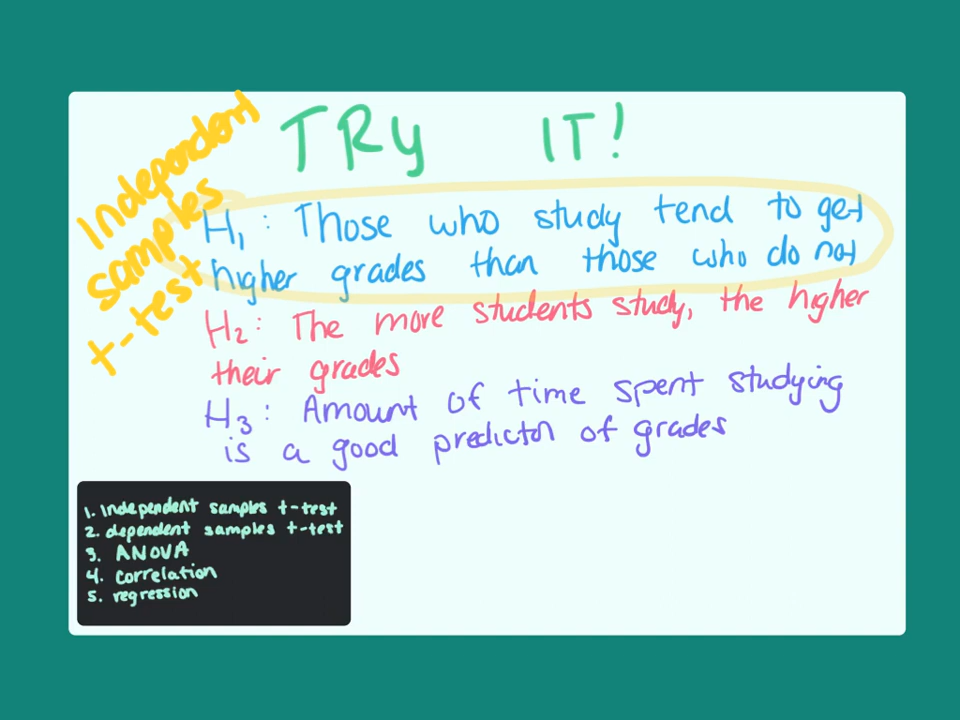 TRY IT!
Independent
samples
t-test
H1: Those who study tend to get
higher grades than those who do not
H2: The more students study, the higher
their grades
H3: Amount of time spent studying
is a good predictor of grades
1. Independent samples t-test
2. dependent samples t-test
3. ANOVA
4. correlation
5. regression